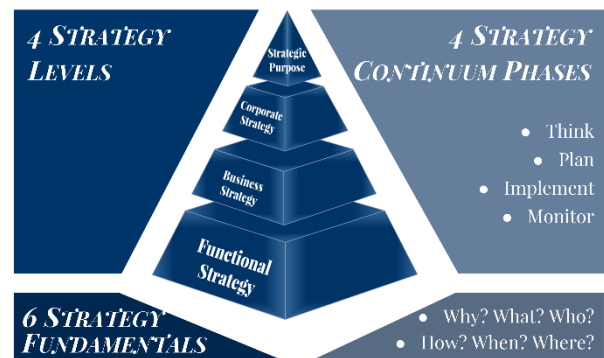 4 STRATEGY
LEVELS
Strategic
Purpose
Corporate
Strategy
Business
Strategy
Functional
Strategy
4 STRATEGY
CONTINUUM PHASES
• Think
• Plan
• Implement
• Monitor
6 STRATEGY
FUNDAMENTALS
• Why? What? Who?
• How? When? Where?